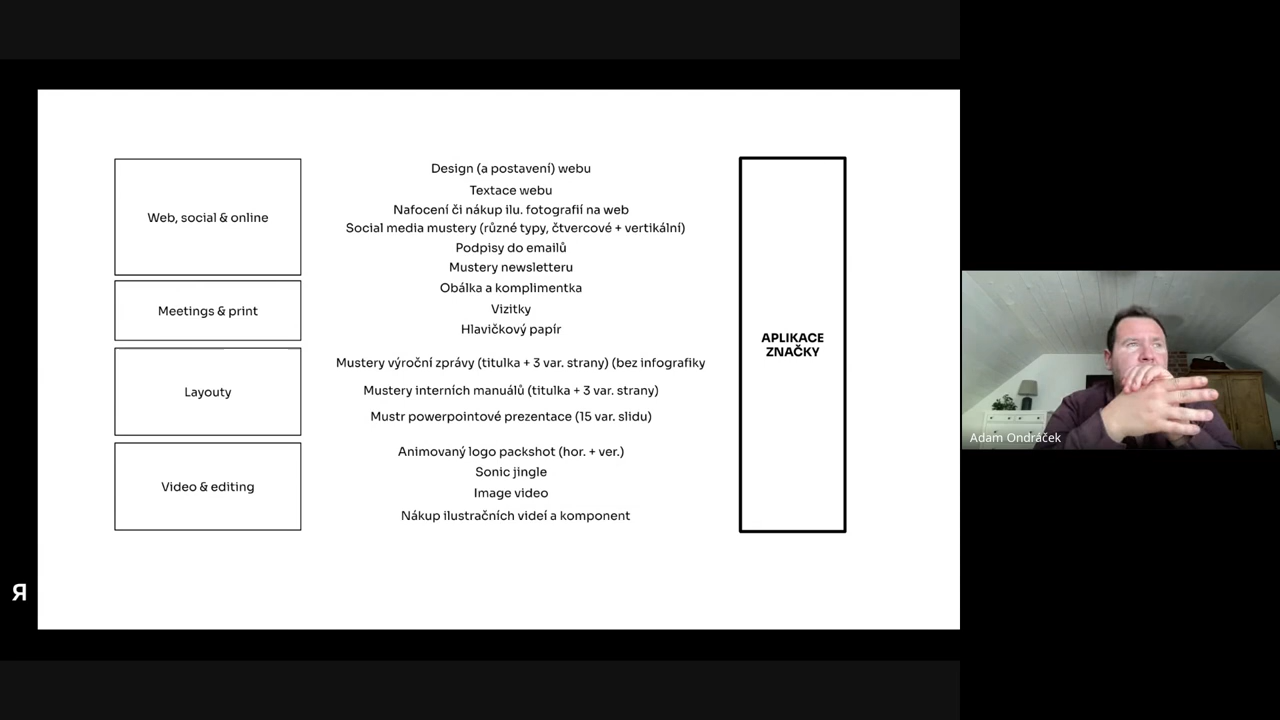 Web, social & online
Design (a postavení) webu
Textace webu
Nafocení či nákup ilu. fotografií na web
Social media mustery (různé typy, čtvercové + vertikální)
Podpisy do emailů
Mustery newsletteru
Meetings & print
Obálka a komplimentka
Vizitky
Hlavičkový papír
Layouty
Mustery výroční zprávy (titulka + 3 var. strany) (bez infografiky
Mustery interních manuálů (titulka + 3 var. strany)
Mustr powerpointové prezentace (15 var. slidu)
Video & editing
Animovaný logo packshot (hor. + ver.)
Sonic jingle
Image video
Nákup ilustračních videí a komponent
APLIKACE
ZNAČKY
Я
Adam Ondráček